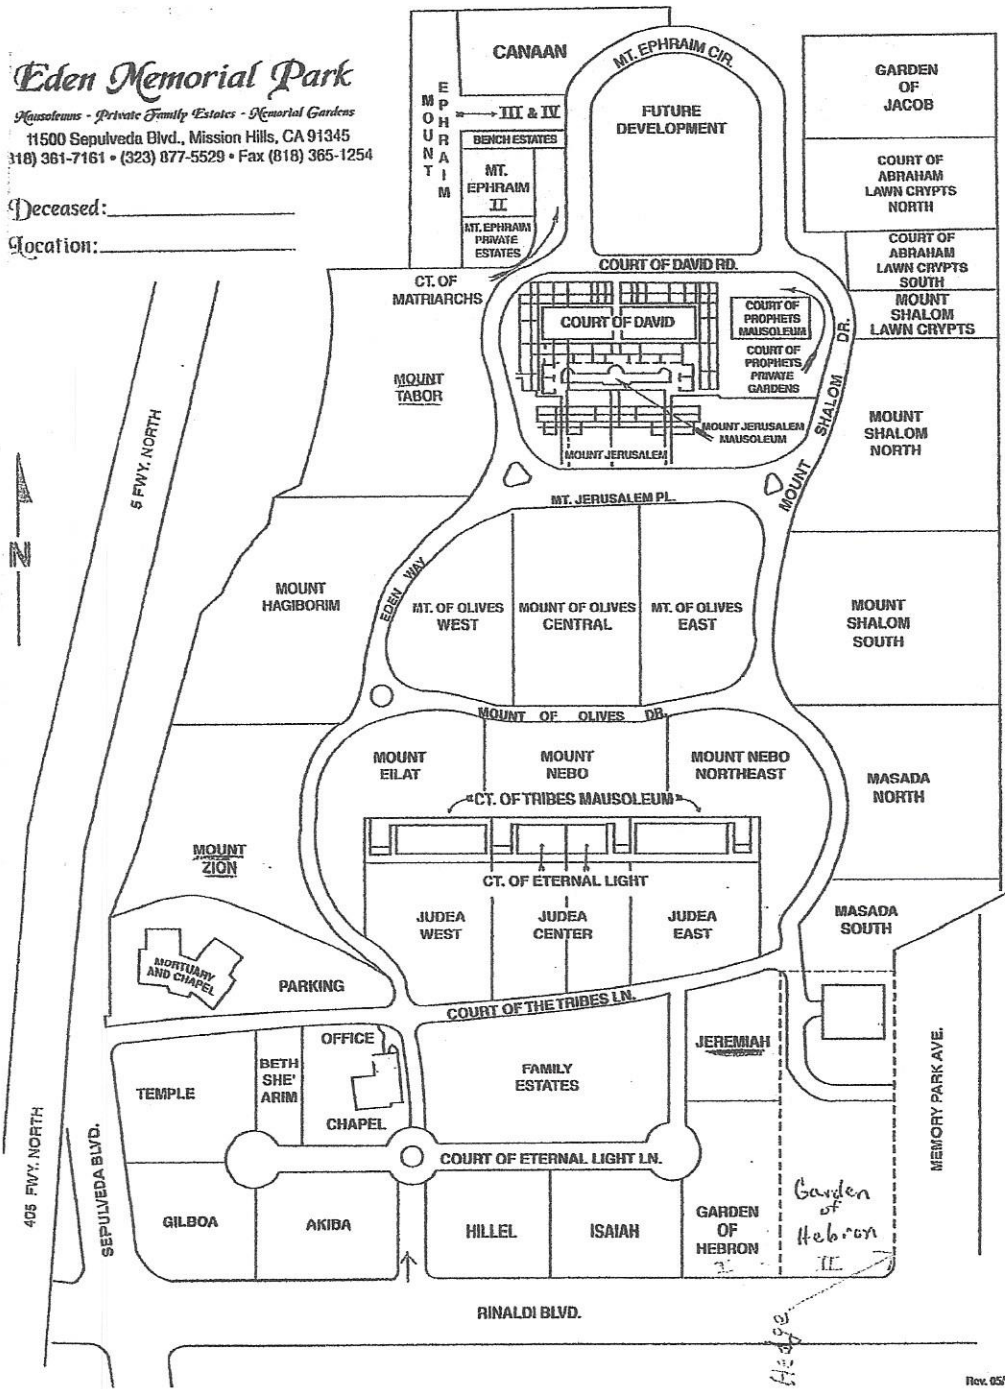 Eden Memorial Park
Mausoleums - Private Family Estates - Memorial Gardens
11500 Sepulveda Blvd., Mission Hills, CA 91345
318) 361-7161 • (323) 877-5529 • Fax (818) 365-1254
Deceased:
Location:
CANAAN
MT. EPHRAIM CIR.
MOUNT
EPHRAIM
III & IV
BENCH ESTATES
MT.
EPHRAIM
II
MT. EPHRAIM
PRIVATE
ESTATES
FUTURE
DEVELOPMENT
GARDEN
OF
JACOB
COURT OF
ABRAHAM
LAWN CRYPTS
NORTH
COURT OF
ABRAHAM
LAWN CRYPTS
SOUTH
MOUNT
SHALOM
LAWN CRYPTS
COURT OF DAVID RD.
CT. OF
MATRIARCHS
COURT OF DAVID
COURT OF
PROPHETS
MAUSOLEUM
COURT OF
PROPHETS
PRIVATE
GARDENS
MOUNT
TABOR
MOUNT JERUSALEM
MAUSOLEUM
MOUNT JERUSALEM
MOUNT SHALOM DR.
MOUNT
SHALOM
NORTH
5 FWY. NORTH
N
MT. JERUSALEM PL.
MOUNT
HAGIBORIM
EDEN WAY
MT. OF OLIVES
WEST
MOUNT OF OLIVES
CENTRAL
MT. OF OLIVES
EAST
MOUNT
SHALOM
SOUTH
MOUNT OF OLIVES DR.
MOUNT
EILAT
MOUNT
NEBO
MOUNT NEBO
NORTHEAST
MASADA
NORTH
CT. OF TRIBES MAUSOLEUM
MOUNT
ZION
CT. OF ETERNAL LIGHT
JUDEA
WEST
JUDEA
CENTER
JUDEA
EAST
MASADA
SOUTH
MORTUARY
AND CHAPEL
PARKING
COURT OF THE TRIBES LN.
OFFICE
JEREMIAH
TEMPLE
BETH
SHE'
ARIM
CHAPEL
FAMILY
ESTATES
MEMORY PARK AVE.
405 FWY. NORTH
SEPULVEDA BLVD.
COURT OF ETERNAL LIGHT LN.
GILBOA
AKIBA
HILLEL
ISAIAH
GARDEN
OF
HEBRON
I
Garden
of
Hebron
II
RINALDI BLVD.
Hedge